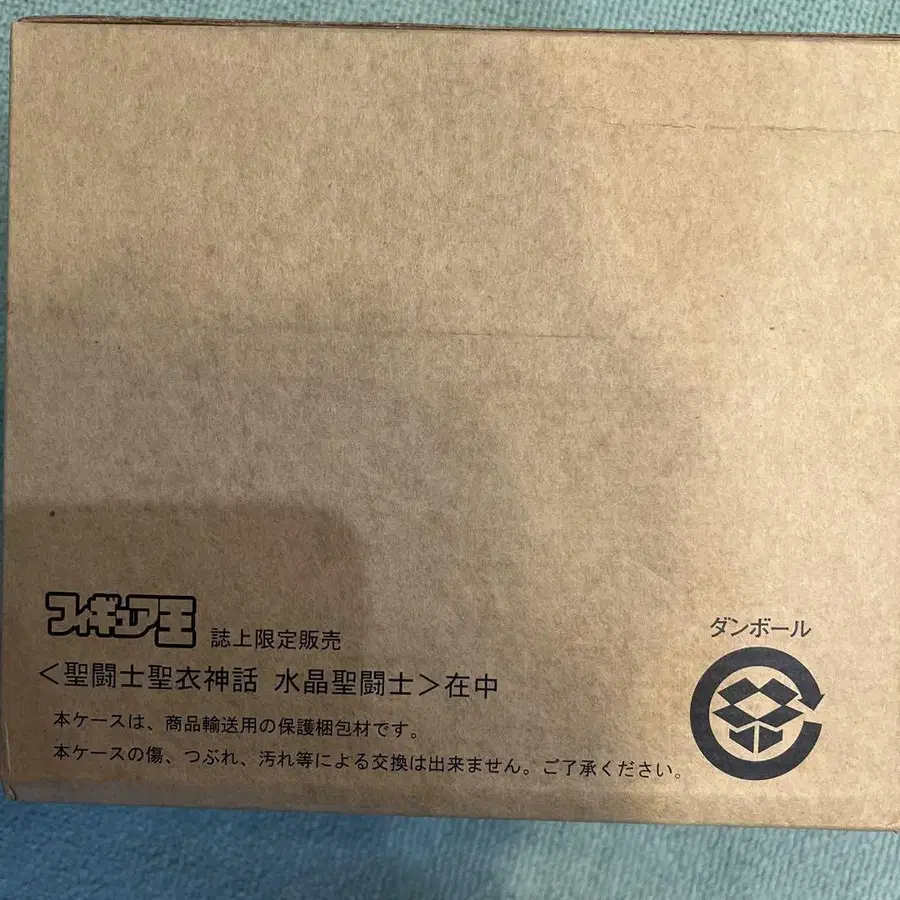 フィギュア王 誌上限定販売
＜聖闘士聖衣神話 水晶聖闘士＞在中
本ケースは、商品輸送用の保護梱包材です。
本ケースの傷、つぶれ、汚れ等による交換は出来ません。ご了承ください。
ダンボール